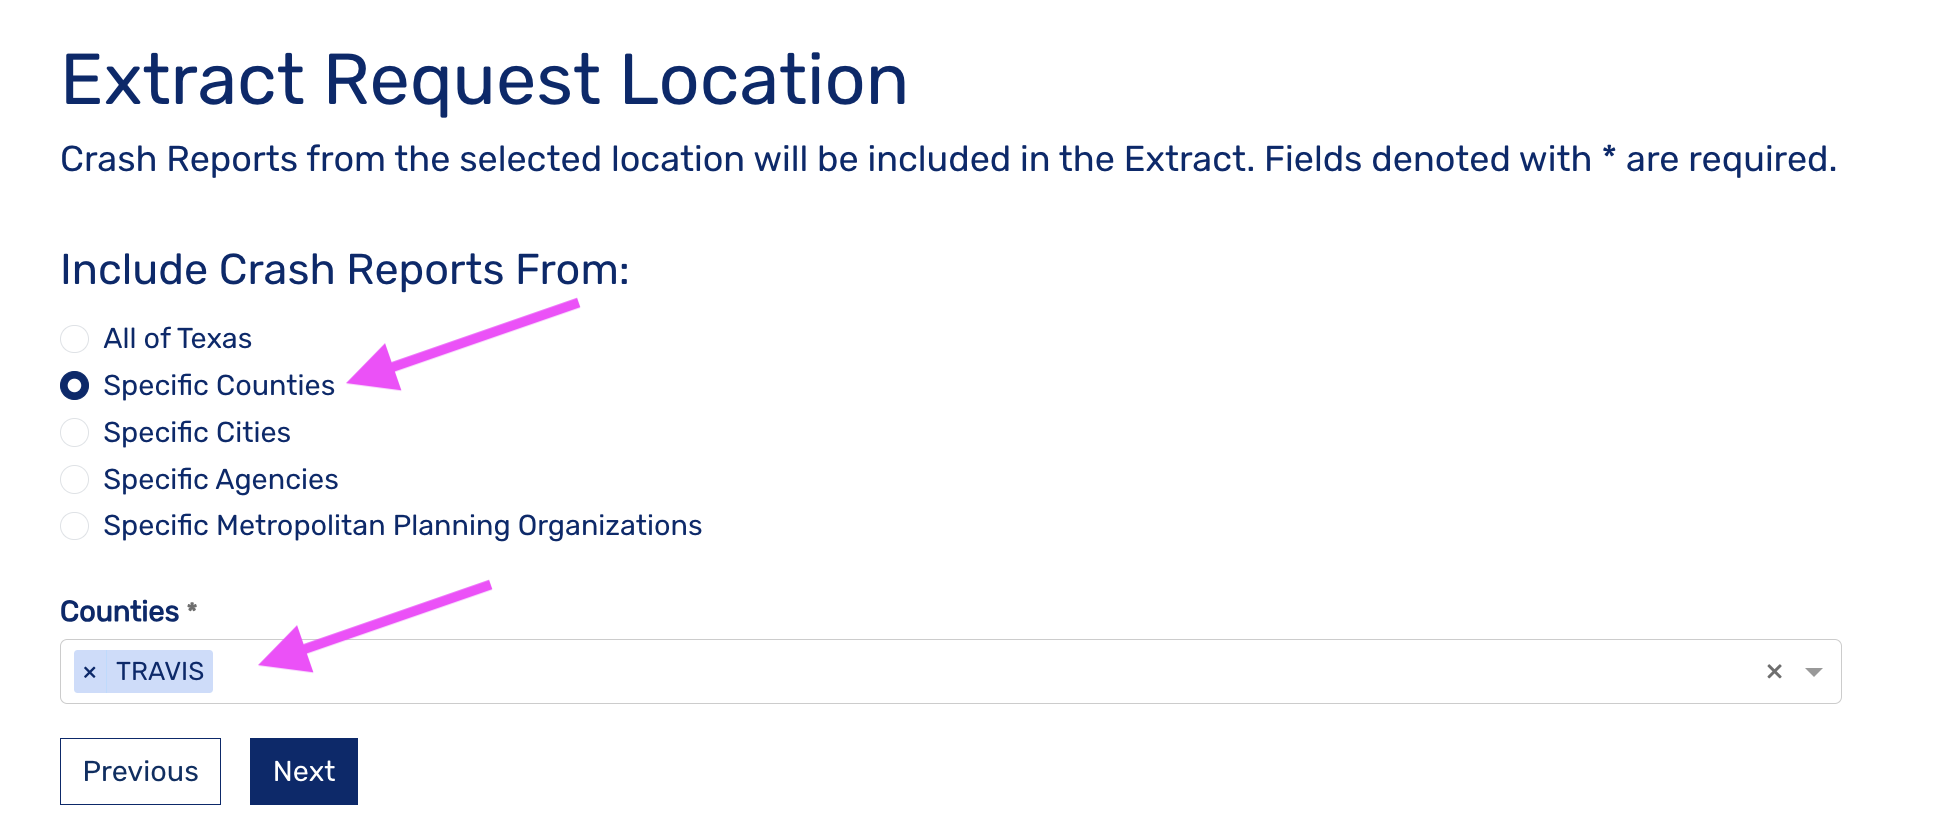 Extract Request Location
Crash Reports from the selected location will be included in the Extract. Fields denoted with * are required.
Include Crash Reports From:
All of Texas
Specific Counties
Specific Cities
Specific Agencies
Specific Metropolitan Planning Organizations
Counties *
× TRAVIS ×
Previous Next